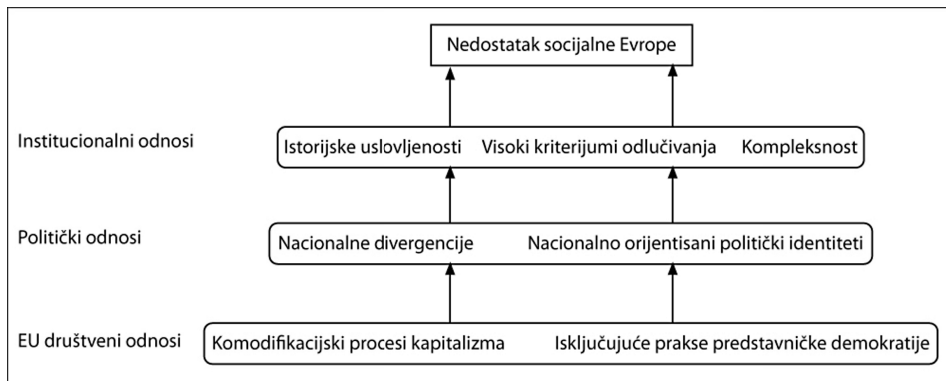 Nedostatak socijalne Evrope
Institucionalni odnosi
Istorijske uslovljenosti Visoki kriterijumi odlučivanja Kompleksnost
Politički odnosi
Nacionalne divergencije Nacionalno orijentisani politički identiteti
EU društveni odnosi
Komodifikacijski procesi kapitalizma Isključujuće prakse predstavničke demokratije